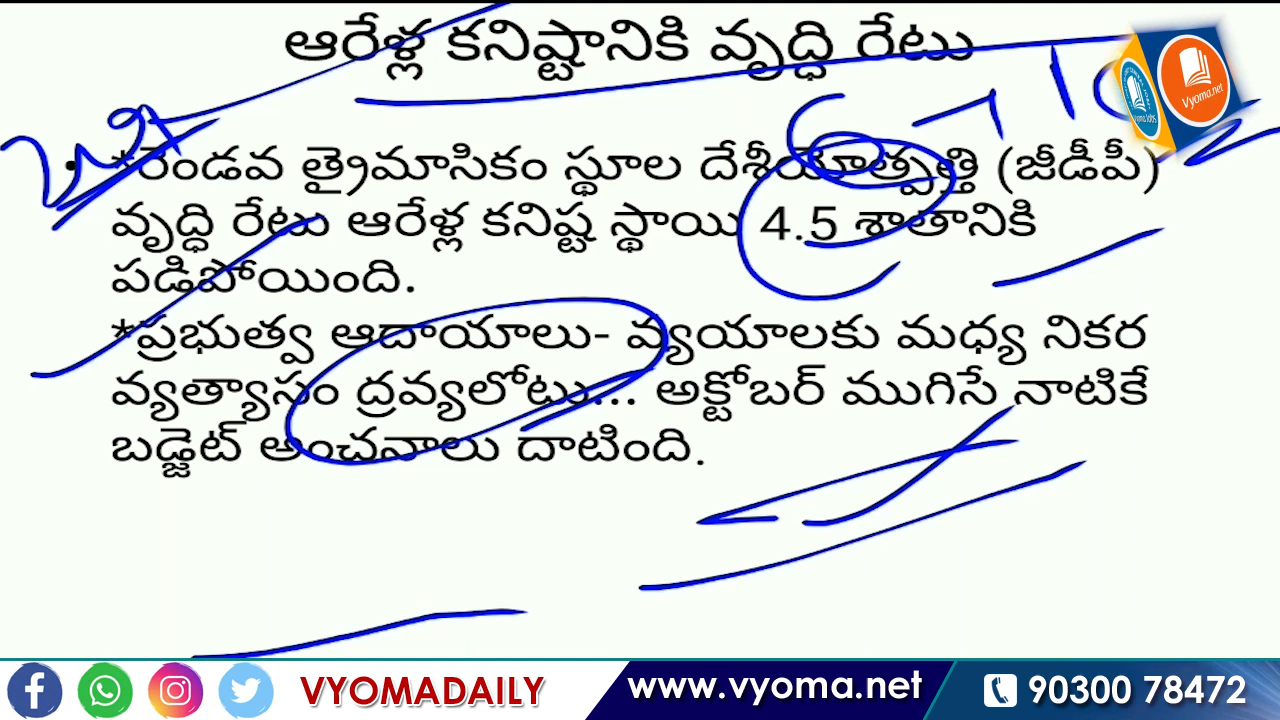 ఆరేళ్ల కనిష్టానికి వృద్ధి రేటు
• *రెండవ త్రైమాసికం స్థూల దేశీయోత్పత్తి (జీడీపీ)
వృద్ధి రేటు ఆరేళ్ల కనిష్ట స్థాయి 4.5 శాతానికి
పడిపోయింది.
*ప్రభుత్వ ఆదాయాలు- వ్యయాలకు మధ్య నికర
వ్యత్యాసం ద్రవ్యలోటు... అక్టోబర్ ముగిసే నాటికే
బడ్జెట్ అంచనాలు దాటింది.
Vyoma.net
VYOMADAILY
www.vyoma.net
90300 78472